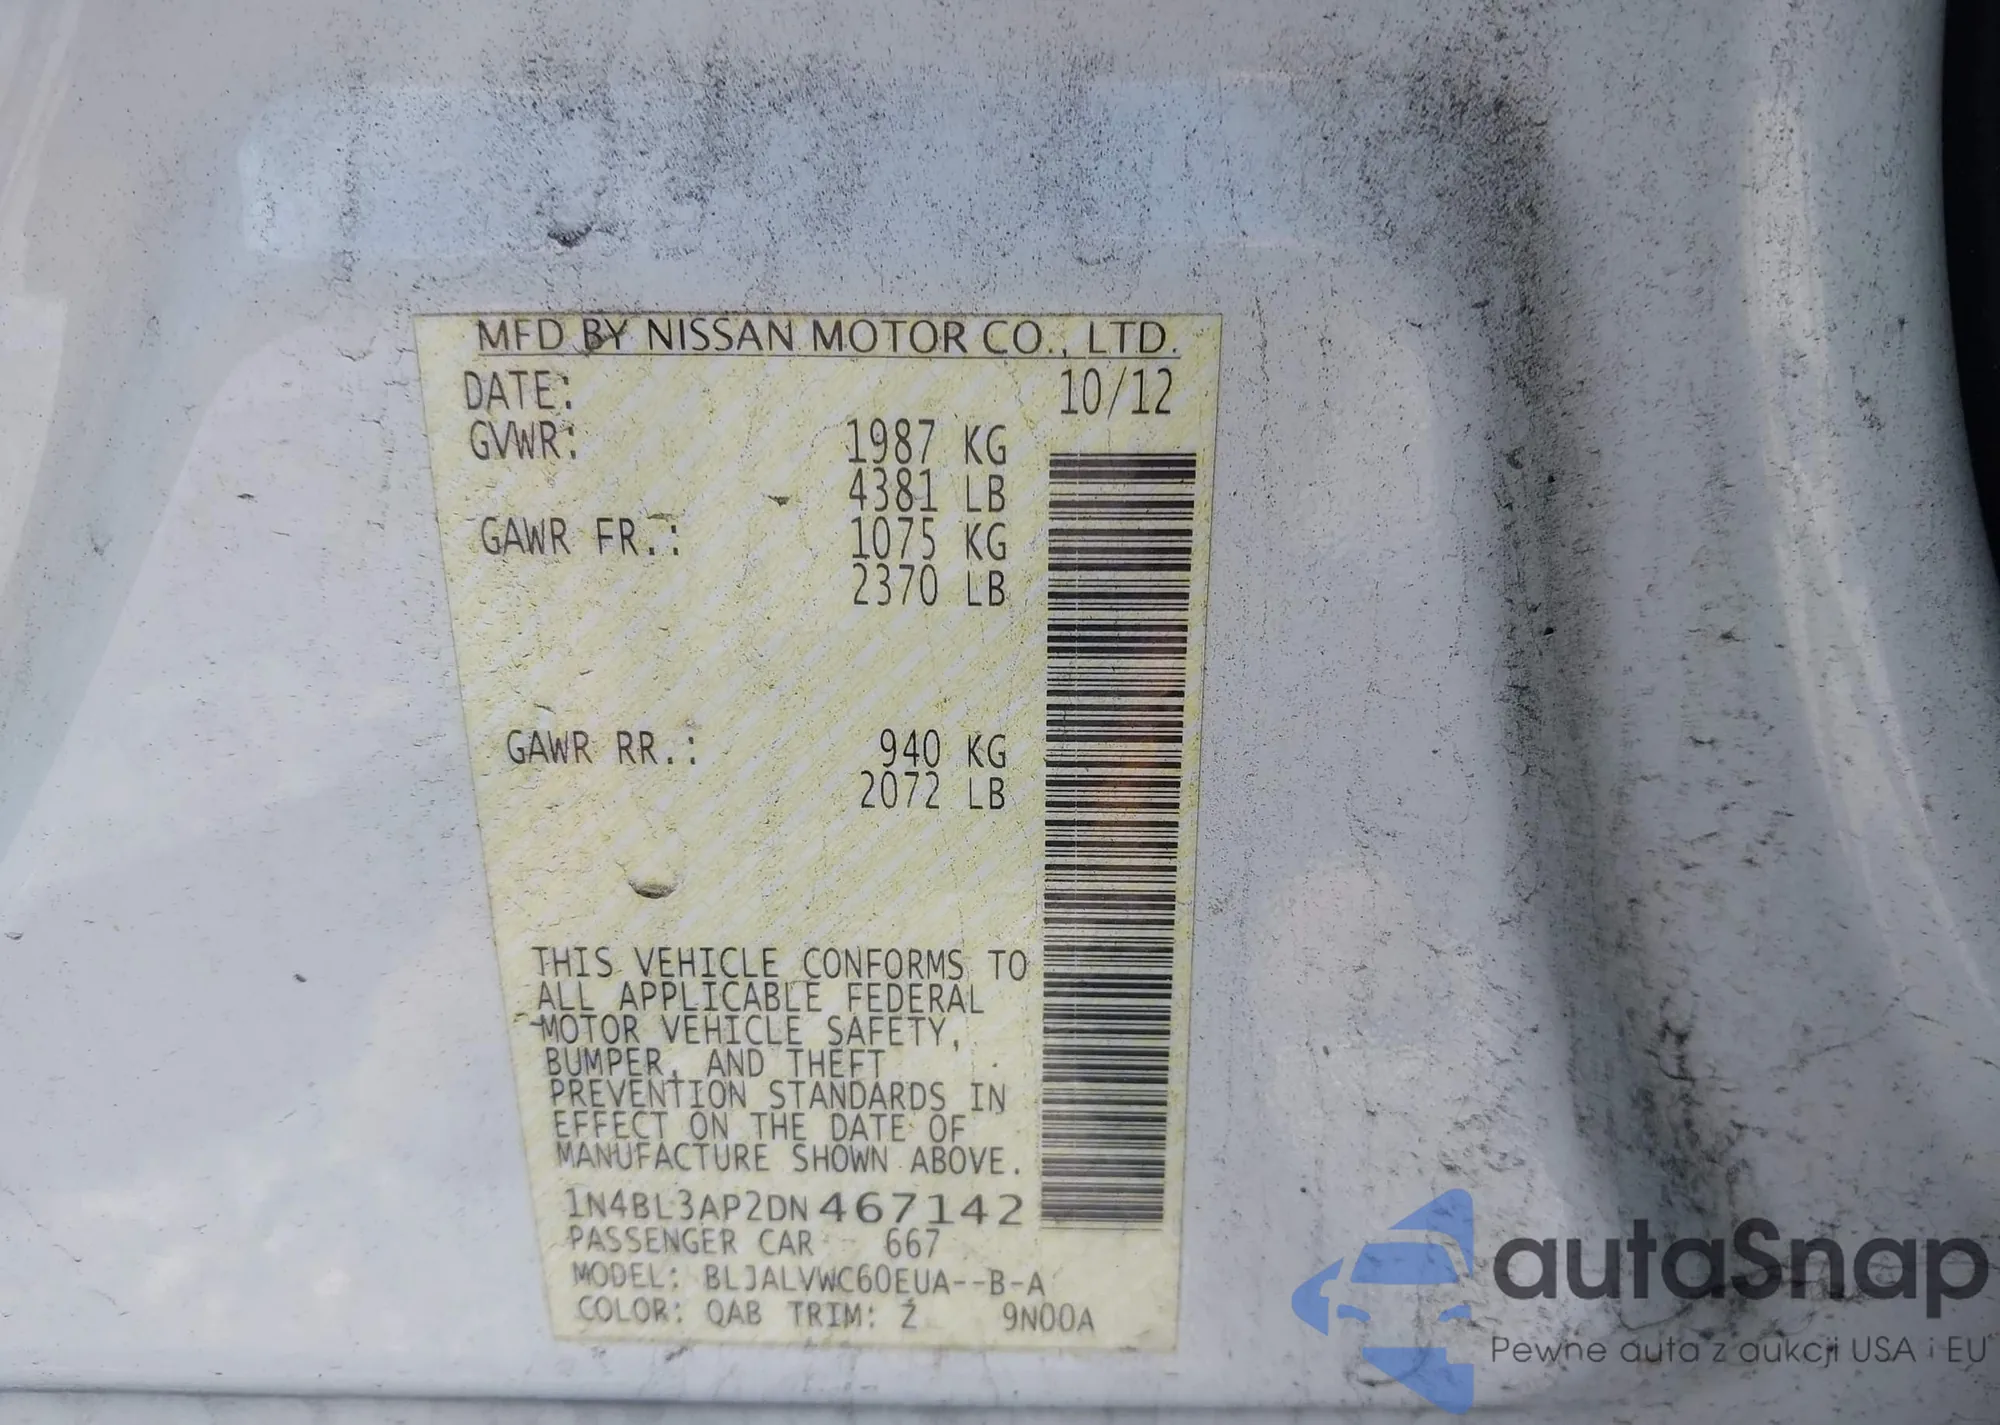 MFD BY NISSAN MOTOR CO., LTD.
DATE: 10/12
GVWR: 1987 KG
4381 LB
GAWR FR.: 1075 KG
2370 LB
GAWR RR.: 940 KG
2072 LB
THIS VEHICLE CONFORMS TO
ALL APPLICABLE FEDERAL
MOTOR VEHICLE SAFETY,
BUMPER, AND THEFT
PREVENTION STANDARDS IN
EFFECT ON THE DATE OF
MANUFACTURE SHOWN ABOVE.
1N4BL3AP2DN467142
PASSENGER CAR 667
MODEL: BLJALVWC60EUA--B-A
COLOR: QAB TRIM: Z 9N00A
autaSnap
Pewne auta z aukcji USA i EU